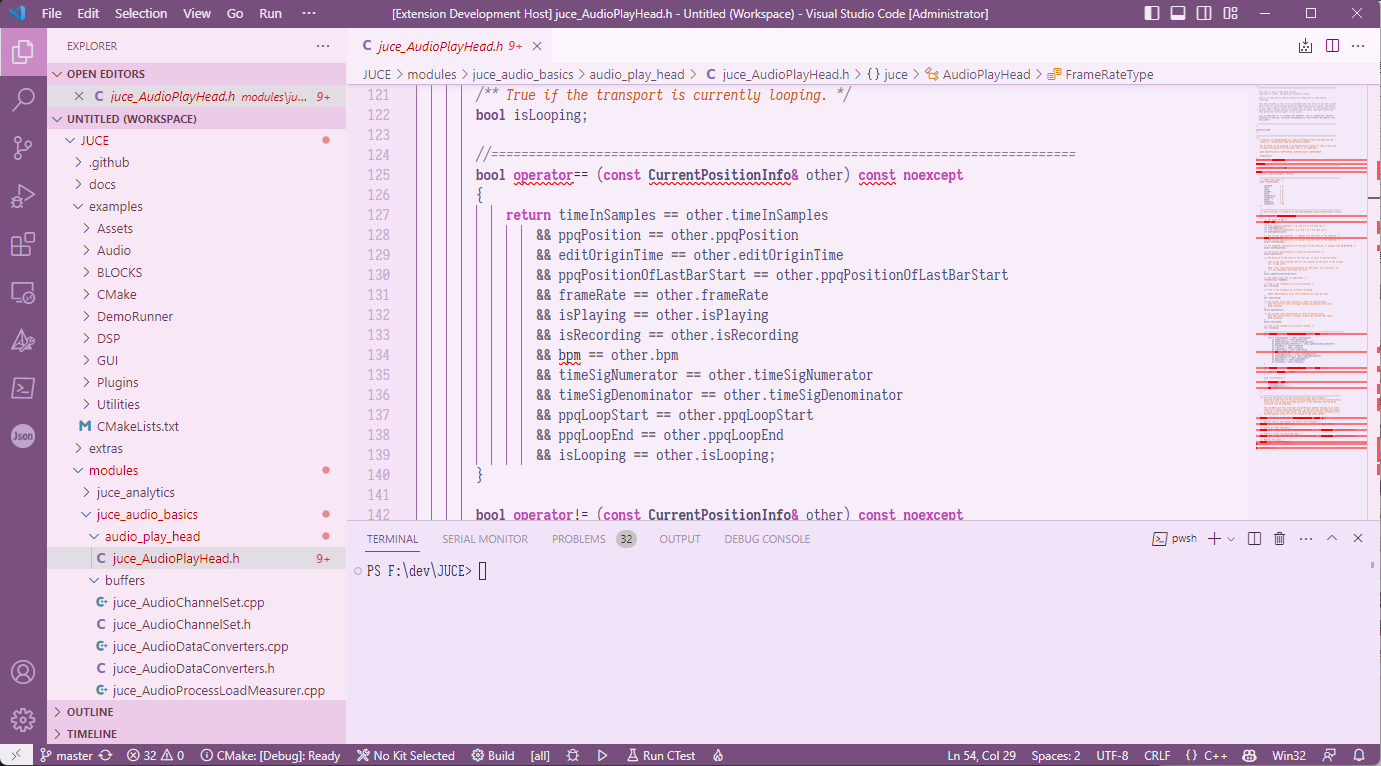 File Edit Selection View Go Run ··· [Extension Development Host] juce_AudioPlayHead.h - Untitled (Workspace) - Visual Studio Code [Administrator]
EXPLORER ···
OPEN EDITORS
C juce_AudioPlayHead.h modules\ju... 9+
UNTITLED (WORKSPACE)
JUCE
.github
docs
examples
Assets
Audio
BLOCKS
CMake
DemoRunner
DSP
GUI
Plugins
Utilities
M CMakeLists.txt
extras
modules
juce_analytics
juce_audio_basics
audio_play_head
C juce_AudioPlayHead.h 9+
buffers
juce_AudioChannelSet.cpp
C juce_AudioChannelSet.h
juce_AudioDataConverters.cpp
C juce_AudioDataConverters.h
juce_AudioProcessLoadMeasurer.cpp
OUTLINE
TIMELINE
Json
C juce_AudioPlayHead.h 9+
JUCE > modules > juce_audio_basics > audio_play_head > C juce_AudioPlayHead.h > {} juce > AudioPlayHead > FrameRateType
121 /** True if the transport is currently looping. */
122 bool isLooping;
123
124 //==============================================================================
125 bool operator== (const CurrentPositionInfo& other) const noexcept
126 {
127 return timeInSamples == other.timeInSamples
128 && ppqPosition == other.ppqPosition
129 && editOriginTime == other.editOriginTime
130 && ppqPositionOfLastBarStart == other.ppqPositionOfLastBarStart
131 && frameRate == other.frameRate
132 && isPlaying == other.isPlaying
133 && isRecording == other.isRecording
134 && bpm == other.bpm
135 && timeSigNumerator == other.timeSigNumerator
136 && timeSigDenominator == other.timeSigDenominator
137 && ppqLoopStart == other.ppqLoopStart
138 && ppqLoopEnd == other.ppqLoopEnd
139 && isLooping == other.isLooping;
140 }
141
142 bool operator!= (const CurrentPositionInfo& other) const noexcept
TERMINAL SERIAL MONITOR PROBLEMS 32 OUTPUT DEBUG CONSOLE pwsh
PS F:\dev\JUCE>
master 32 0 CMake: [Debug]: Ready No Kit Selected Build [all] Run CTest Ln 54, Col 29 Spaces: 2 UTF-8 CRLF {} C++ Win32